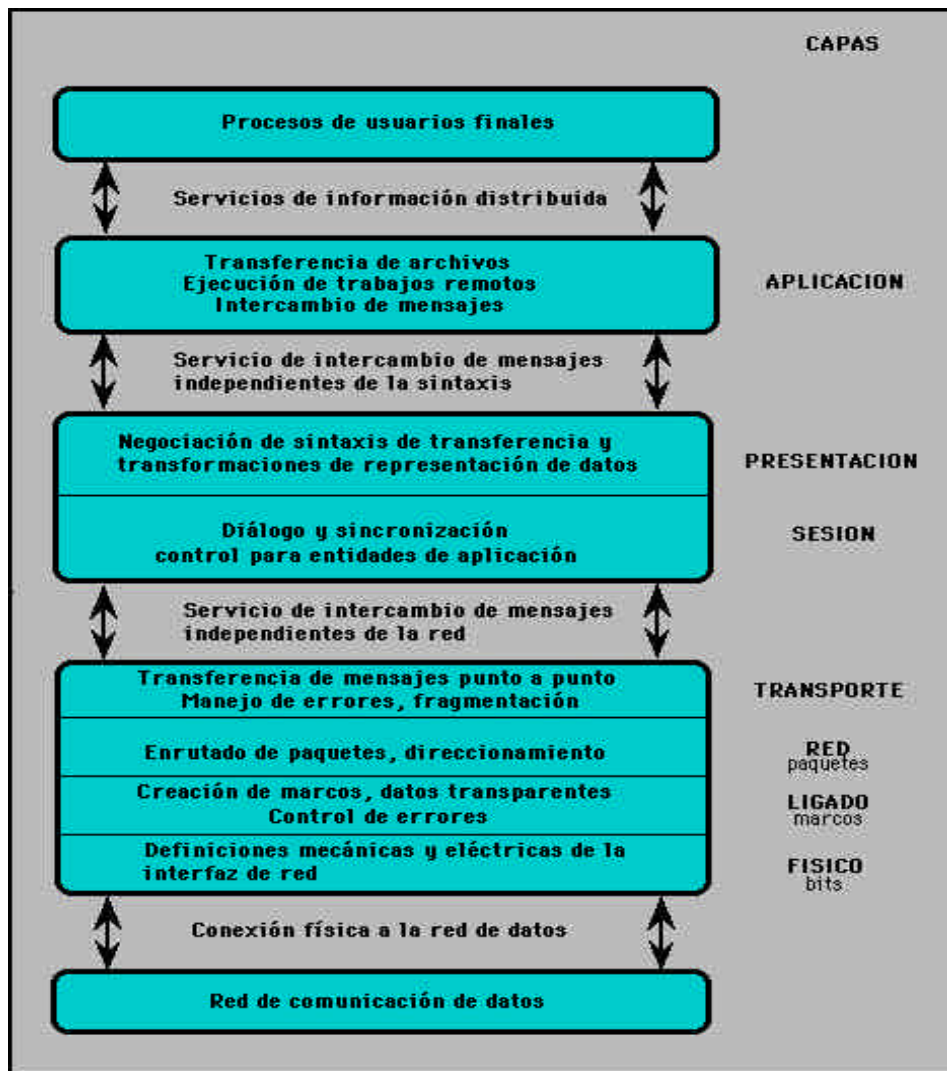 CAPAS
Procesos de usuarios finales
Servicios de información distribuida
Transferencia de archivos
Ejecución de trabajos remotos
Intercambio de mensajes
APLICACION
Servicio de intercambio de mensajes
independientes de la sintaxis
Negociación de sintaxis de transferencia y
transformaciones de representación de datos
PRESENTACION
Diálogo y sincronización
control para entidades de aplicación
SESION
Servicio de intercambio de mensajes
independientes de la red
Transferencia de mensajes punto a punto
Manejo de errores, fragmentación
TRANSPORTE
Enrutado de paquetes, direccionamiento
RED
paquetes
Creación de marcos, datos transparentes
Control de errores
LIGADO
marcos
Definiciones mecánicas y eléctricas de la
interfaz de red
FISICO
bits
Conexión física a la red de datos
Red de comunicación de datos